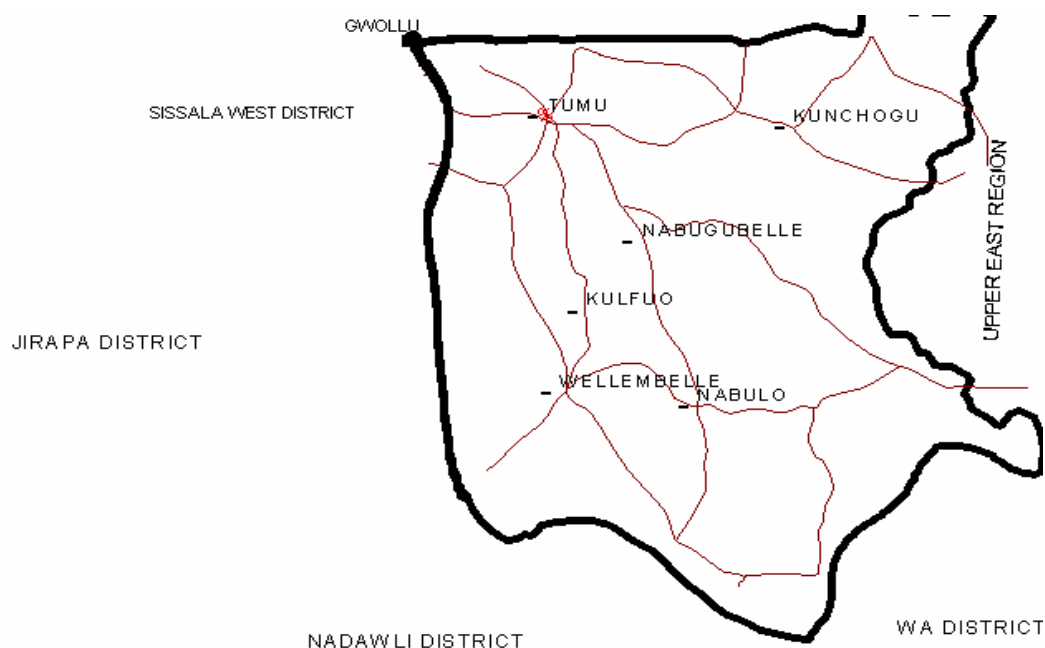 GWOLLU
SISSALA WEST DISTRICT
TUMU
KUNCHOGU
UPPER EAST REGION
NABUGUBELLE
KULFUO
JIRAPA DISTRICT
WELLEMBELLE
NABULO
WA DISTRICT
NADAWLI DISTRICT